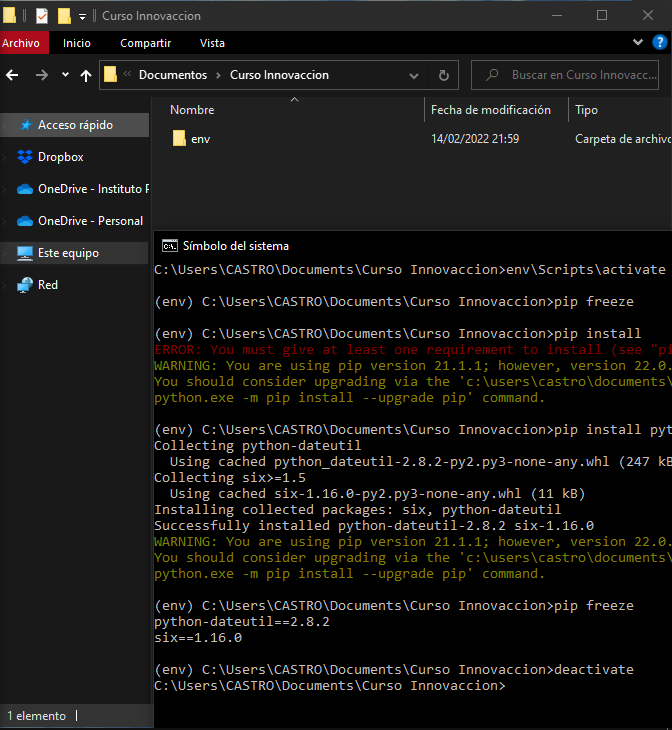 Curso Innovaccion
Archivo Inicio Compartir Vista
Documentos Curso Innovaccion Buscar en Curso Innovacc...
Nombre Fecha de modificación Tipo
env 14/02/2022 21:59 Carpeta de archivo
Acceso rápido
Dropbox
OneDrive - Instituto P
OneDrive - Personal
Este equipo
Red
Símbolo del sistema
C:\Users\CASTRO\Documents\Curso Innovaccion>env\Scripts\activate
(env) C:\Users\CASTRO\Documents\Curso Innovaccion>pip freeze
(env) C:\Users\CASTRO\Documents\Curso Innovaccion>pip install
ERROR: You must give at least one requirement to install (see "pi
WARNING: You are using pip version 21.1.1; however, version 22.0.
You should consider upgrading via the 'c:\users\castro\documents\
python.exe -m pip install --upgrade pip' command.
(env) C:\Users\CASTRO\Documents\Curso Innovaccion>pip install pyt
Collecting python-dateutil
Using cached python_dateutil-2.8.2-py2.py3-none-any.whl (247 kB
Collecting six>=1.5
Using cached six-1.16.0-py2.py3-none-any.whl (11 kB)
Installing collected packages: six, python-dateutil
Successfully installed python-dateutil-2.8.2 six-1.16.0
WARNING: You are using pip version 21.1.1; however, version 22.0.
You should consider upgrading via the 'c:\users\castro\documents\
python.exe -m pip install --upgrade pip' command.
(env) C:\Users\CASTRO\Documents\Curso Innovaccion>pip freeze
python-dateutil==2.8.2
six==1.16.0
(env) C:\Users\CASTRO\Documents\Curso Innovaccion>deactivate
C:\Users\CASTRO\Documents\Curso Innovaccion>
1 elemento